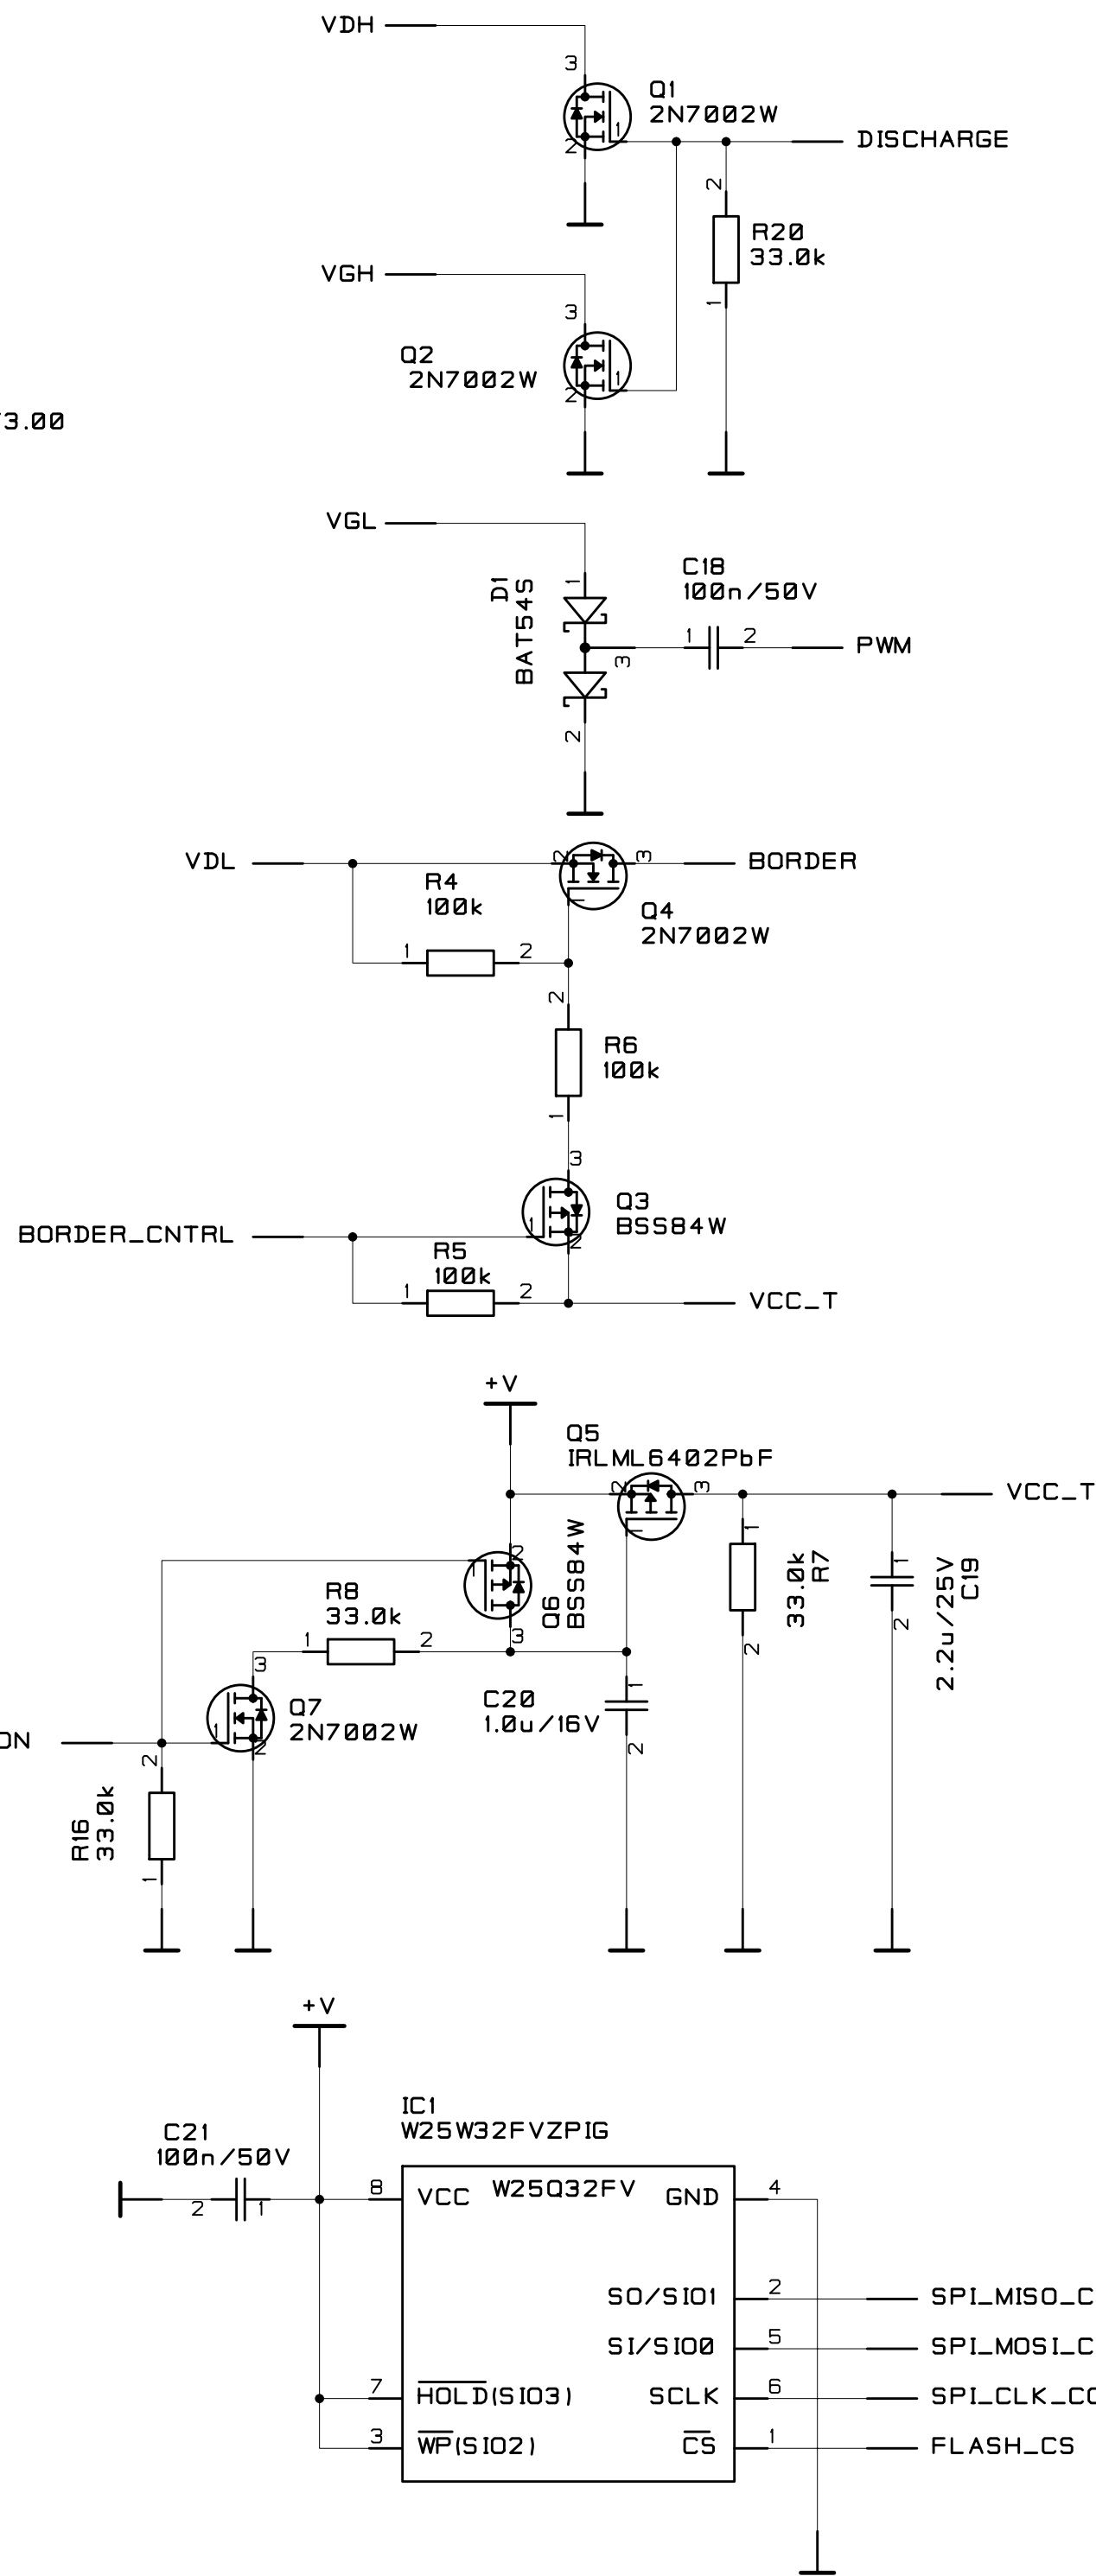 VDH
3
Q1
2N7002W
1
2
DISCHARGE
2
R20
33.0k
1
VGH
3
Q2
2N7002W
1
2
3.00
VGL
1
D1
BAT54S
3
2
C18
100n/50V
1
2
PWM
VDL
2
3
BORDER
1
Q4
2N7002W
R4
100k
1
2
2
R6
100k
1
3
Q3
BSS84W
BORDER_CNTRL
1
2
R5
100k
1
2
VCC_T
+V
Q5
IRLML6402PbF
2
3
VCC_T
1
1
2
Q6
BSS84W
3
R8
33.0k
1
2
1
33.0k
R7
2
1
2.2u/25V
C19
2
3
Q7
2N7002W
1
2
C20
1.0u/16V
1
2
ON
2
R16
33.0k
1
+V
IC1
W25W32FVZPIG
C21
100n/50V
2
1
8
VCC
W25Q32FV
GND
4
SO/SIO1
2
SPI_MISO_C
SI/SIO0
5
SPI_MOSI_C
7
HOLD(SIO3)
SCLK
6
SPI_CLK_CO
3
WP(SIO2)
CS
1
FLASH_CS